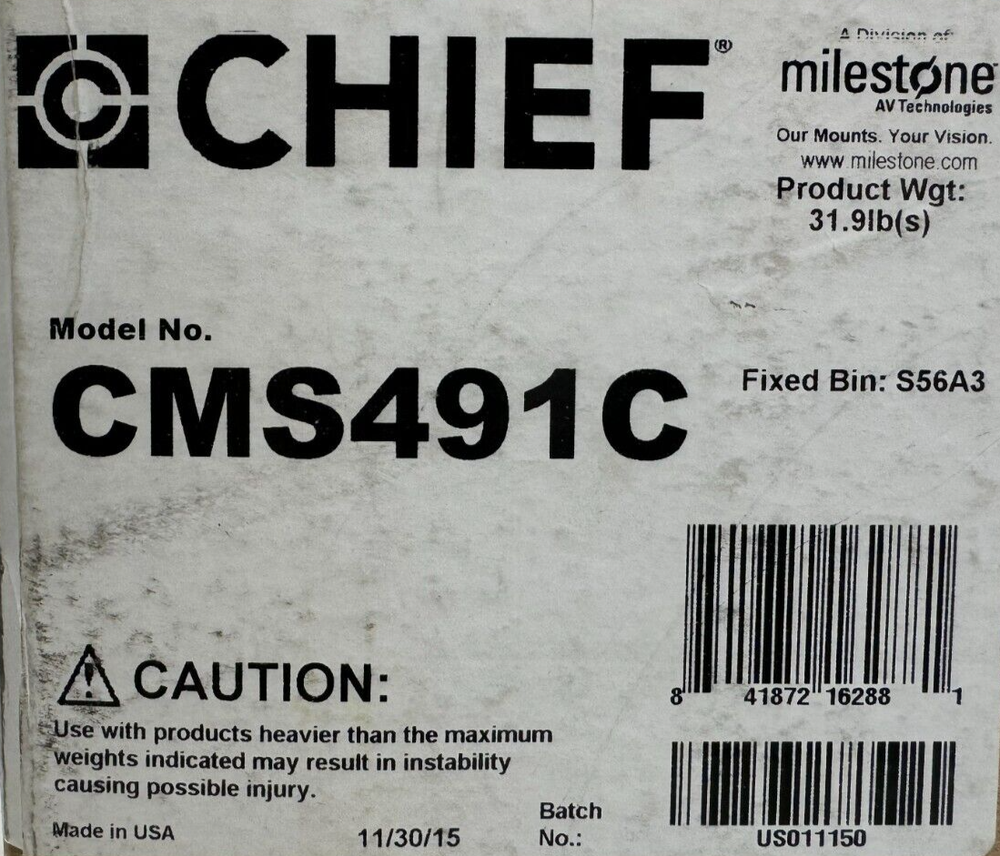 CHIEF®
A Division of:
milestone
AV Technologies
Our Mounts. Your Vision.
www milestone.com
Product Wgt:
31.9lb(s)
Model No.
CMS491C
Fixed Bin: S56A3
8 41872 16288 1
CAUTION:
Use with products heavier than the maximum
weights indicated may result in instability
causing possible injury.
Made in USA
11/30/15
Batch
No.:
US011150